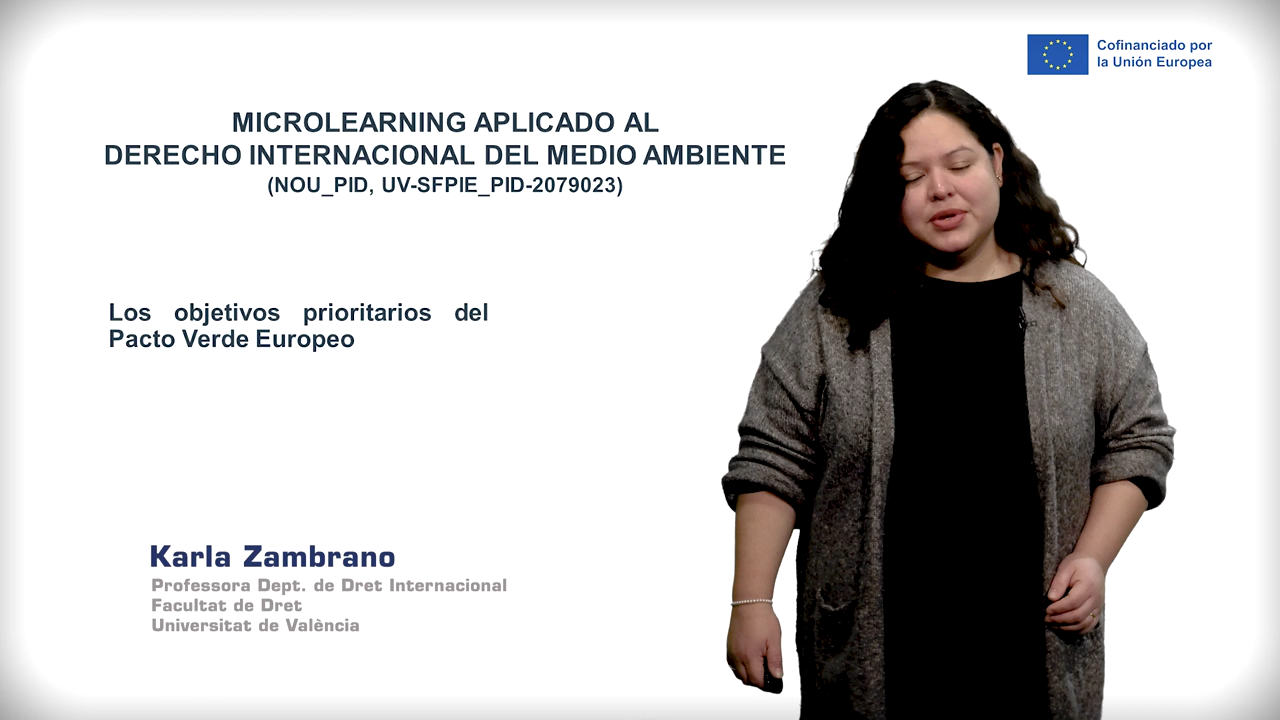 Cofinanciado por
la Unión Europea
MICROLEARNING APLICADO AL
DERECHO INTERNACIONAL DEL MEDIO AMBIENTE
(NOU_PID, UV-SFPIE_PID-2079023)
Los objetivos prioritarios del
Pacto Verde Europeo
Karla Zambrano
Professora Dept. de Dret Internacional
Facultat de Dret
Universitat de València